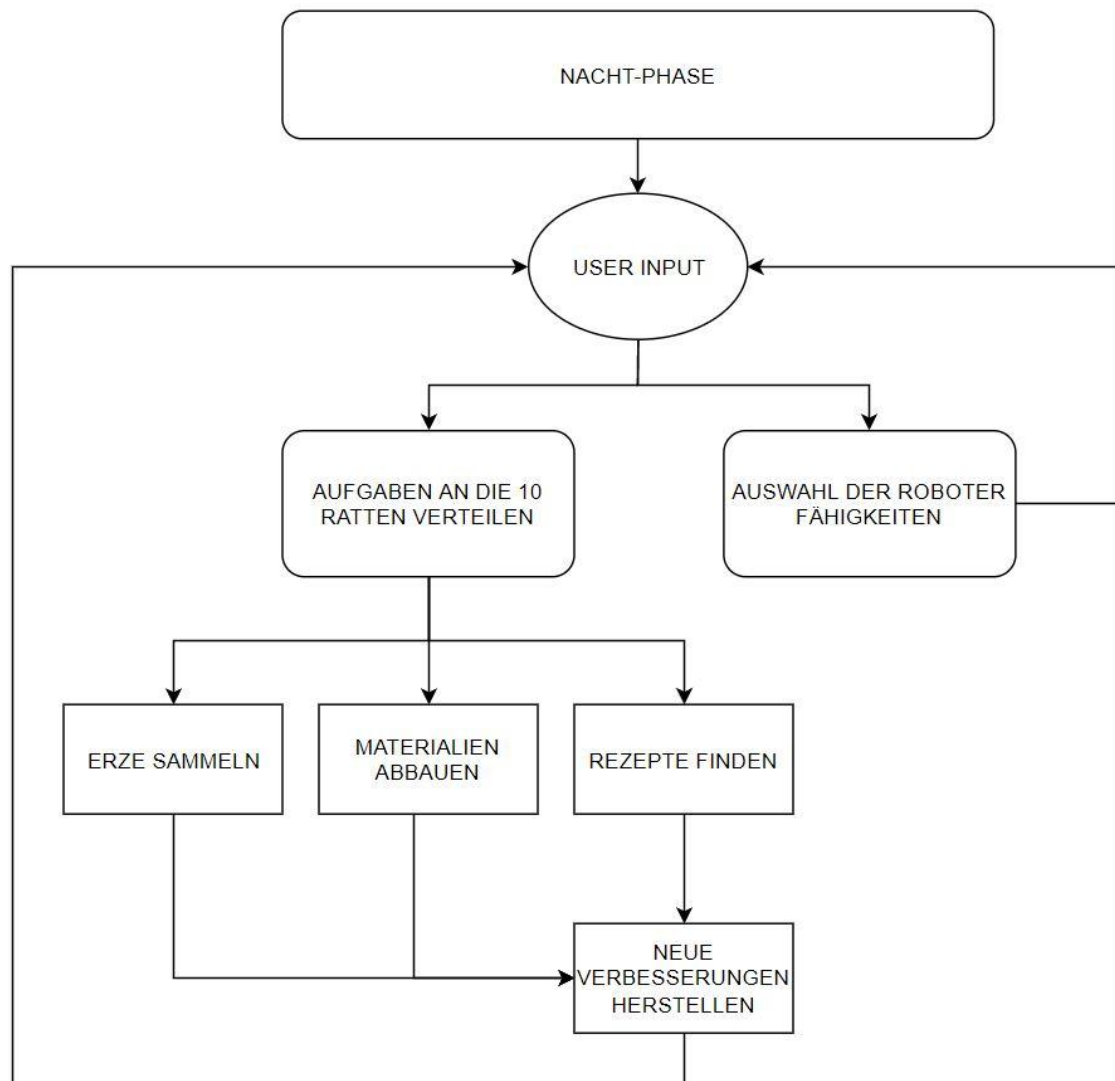 NACHT-PHASE
USER INPUT
AUFGABEN AN DIE 10
RATTEN VERTEILEN
AUSWAHL DER ROBOTER
FÄHIGKEITEN
ERZE SAMMELN
MATERIALIEN
ABBAUEN
REZEPTE FINDEN
NEUE
VERBESSERUNGEN
HERSTELLEN